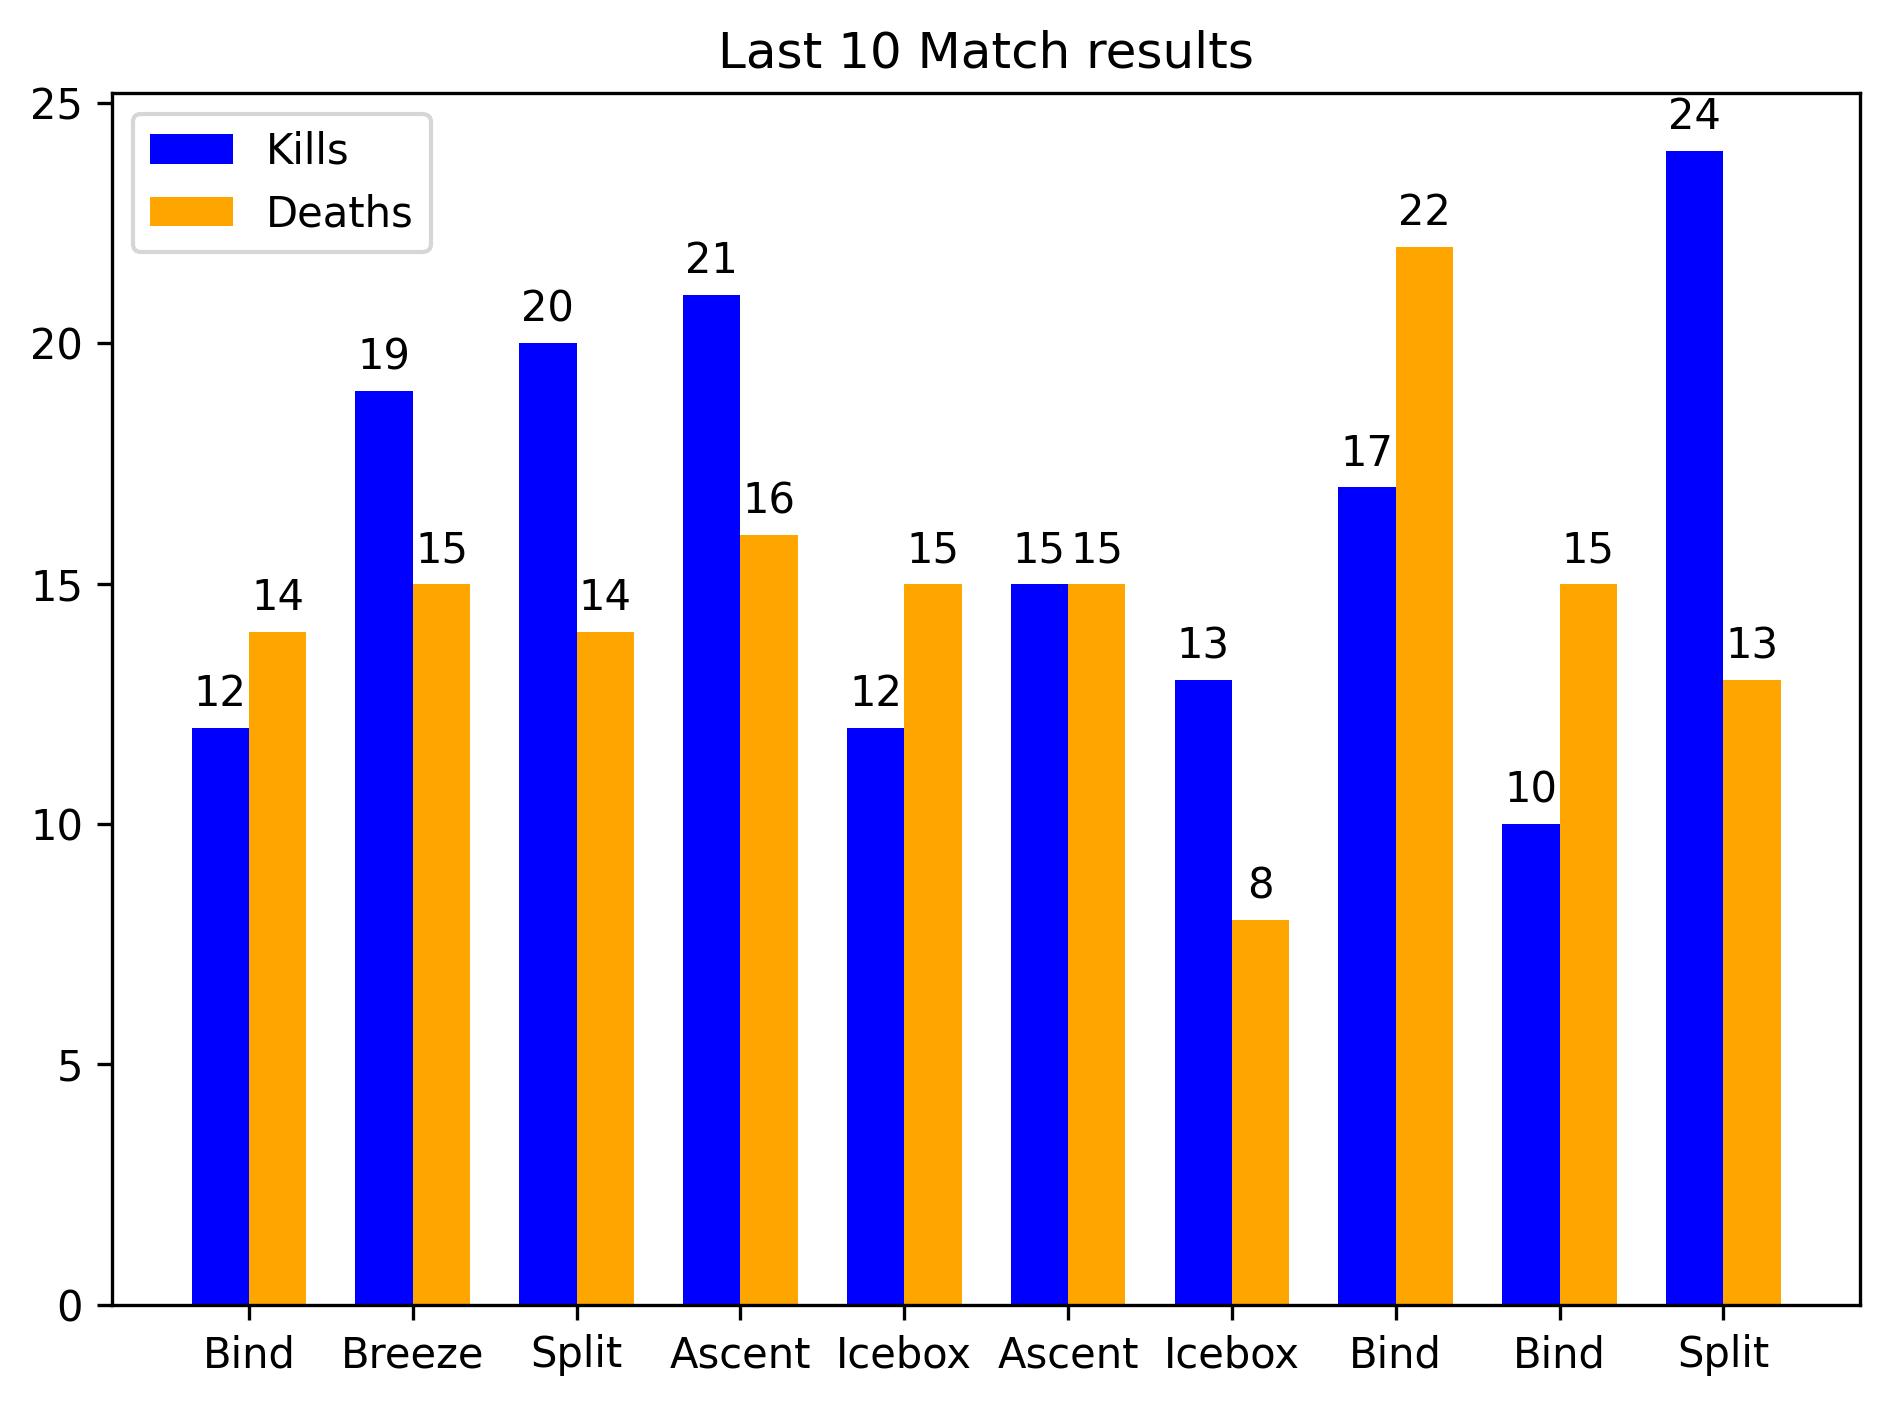 Last 10 Match results
Kills
Deaths
25
20
15
10
5
0
12 14 19 15 20 14 21 16 12 15 15 15 13 8 17 22 10 15 24 13
Bind Breeze Split Ascent Icebox Ascent Icebox Bind Bind Split